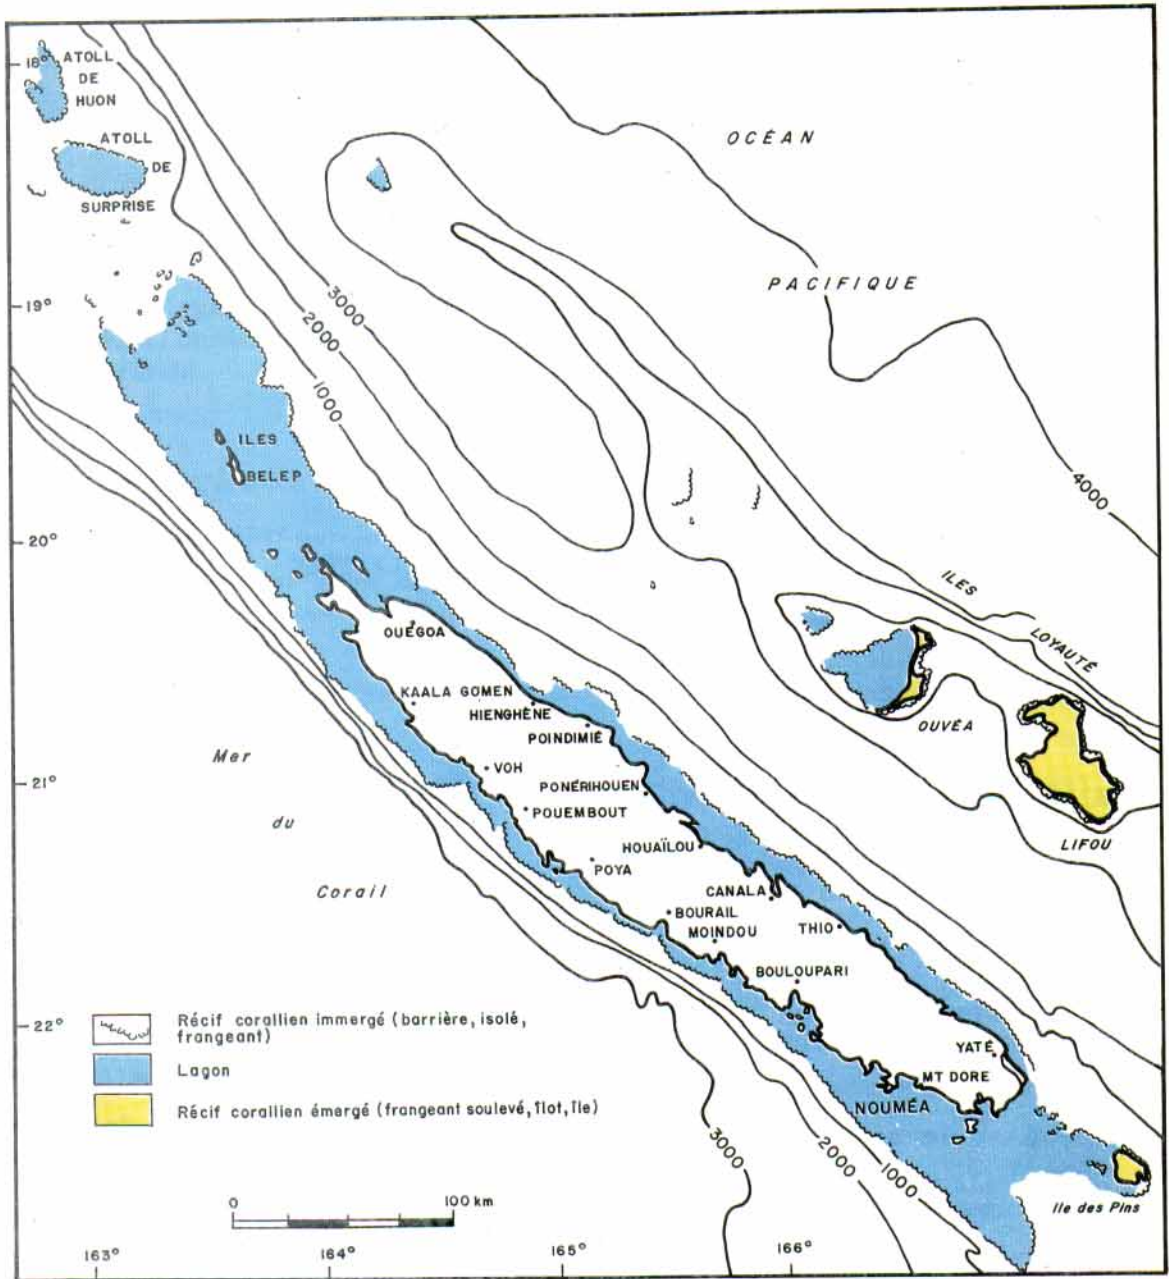 18°
ATOLL
DE
HUON
ATOLL
DE
SURPRISE
OCÉAN
PACIFIQUE
19°
3000
2000
1000
ILES
BELEP
4000
20°
ILES
LOYAUTÉ
OUÉGOA
KAALA GOMEN
HIENGHÈNE
POINDIMIÉ
OUVÉA
Mer
du
Corail
VOH
21°
PONÉRIHOUEN
POUEMBOUT
HOUAÏLOU
LIFOU
POYA
CANALA
BOURAIL
MOINDOU
THIO
BOULOUPARI
22°
Récif corallien immergé (barrière, isolé,
frangeant)
Lagon
Récif corallien émergé (frangeant soulevé, îlot, île)
YATÉ
MT DORE
NOUMÉA
3000
2000
1000
Ile des Pins
0 100 km
163° 164° 165° 166°